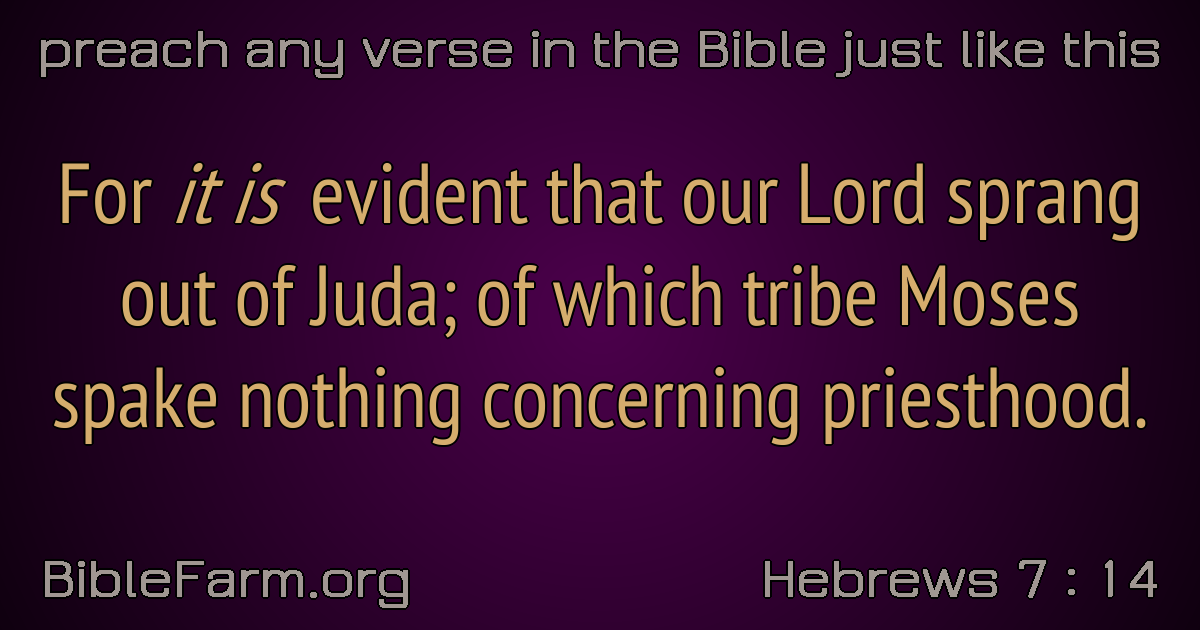 preach any verse in the Bible just like this
For it is evident that our Lord sprang
out of Juda; of which tribe Moses
spake nothing concerning priesthood.
BibleFarm.org
Hebrews 7 : 14